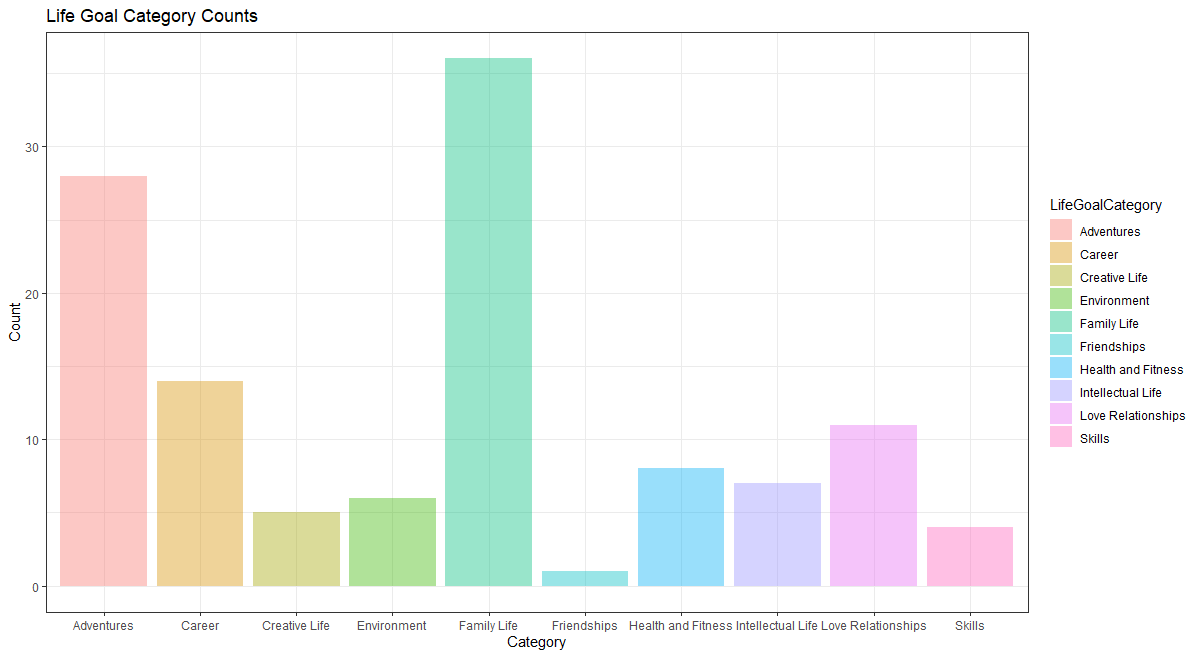 Life Goal Category Counts
30
20
10
0
Count
Adventures Career Creative Life Environment Family Life Friendships Health and Fitness Intellectual Life Love Relationships Skills
Category
LifeGoalCategory
Adventures
Career
Creative Life
Environment
Family Life
Friendships
Health and Fitness
Intellectual Life
Love Relationships
Skills